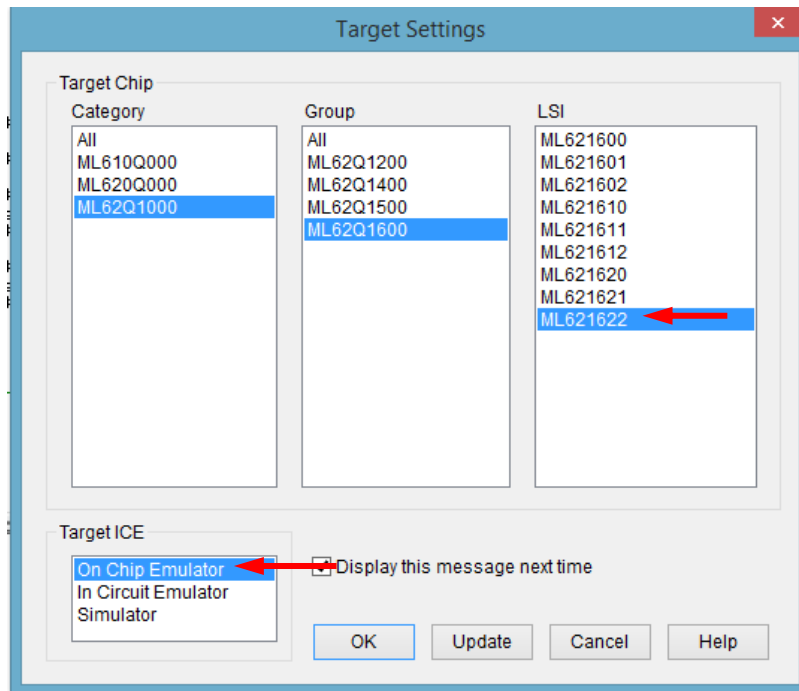 Target Settings
Target Chip
Category
All
ML610Q000
ML620Q000
ML62Q1000
Group
All
ML62Q1200
ML62Q1400
ML62Q1500
ML62Q1600
LSI
ML621600
ML621601
ML621602
ML621610
ML621611
ML621612
ML621620
ML621621
ML621622
Target ICE
On Chip Emulator
In Circuit Emulator
Simulator
Display this message next time
OK
Update
Cancel
Help